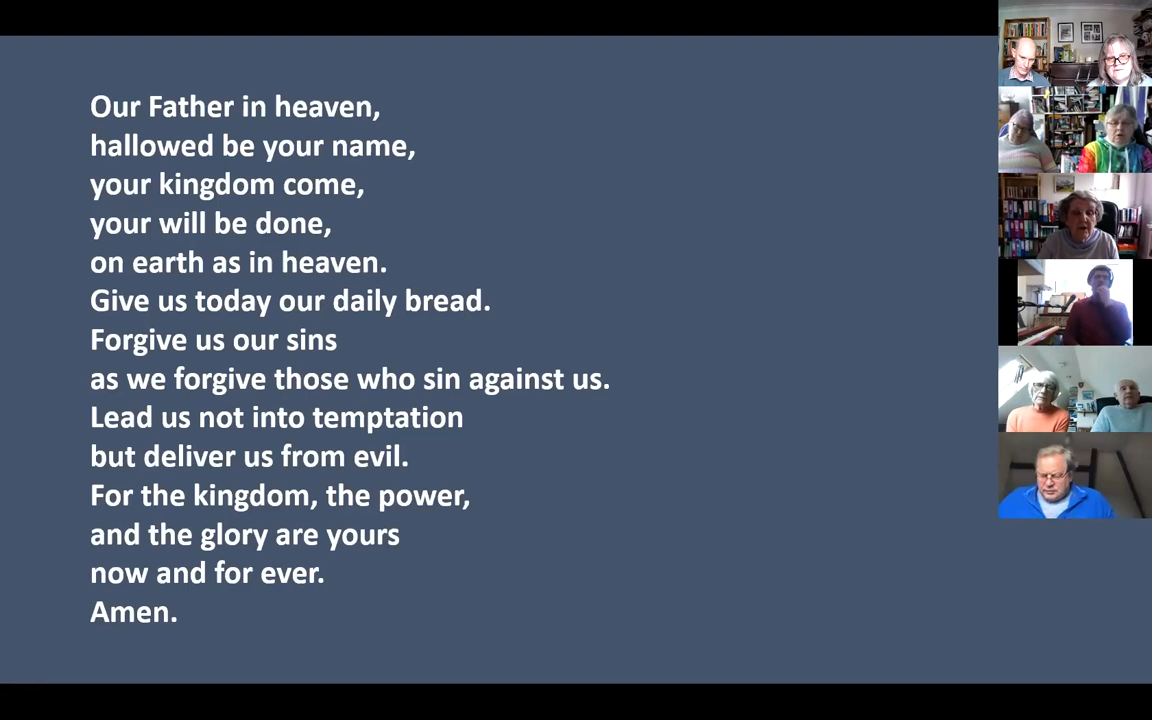 Our Father in heaven,
hallowed be your name,
your kingdom come,
your will be done,
on earth as in heaven.
Give us today our daily bread.
Forgive us our sins
as we forgive those who sin against us.
Lead us not into temptation
but deliver us from evil.
For the kingdom, the power,
and the glory are yours
now and for ever.
Amen.